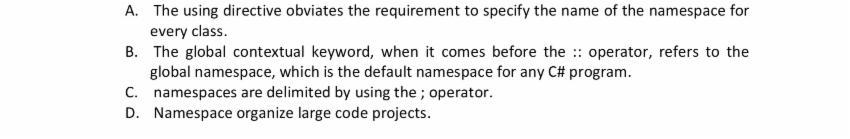 A. The using directive obviates the requirement to specify the name of the namespace for
every class.
B. The global contextual keyword, when it comes before the :: operator, refers to the
global namespace, which is the default namespace for any C# program.
C. namespaces are delimited by using the ; operator.
D. Namespace organize large code projects.